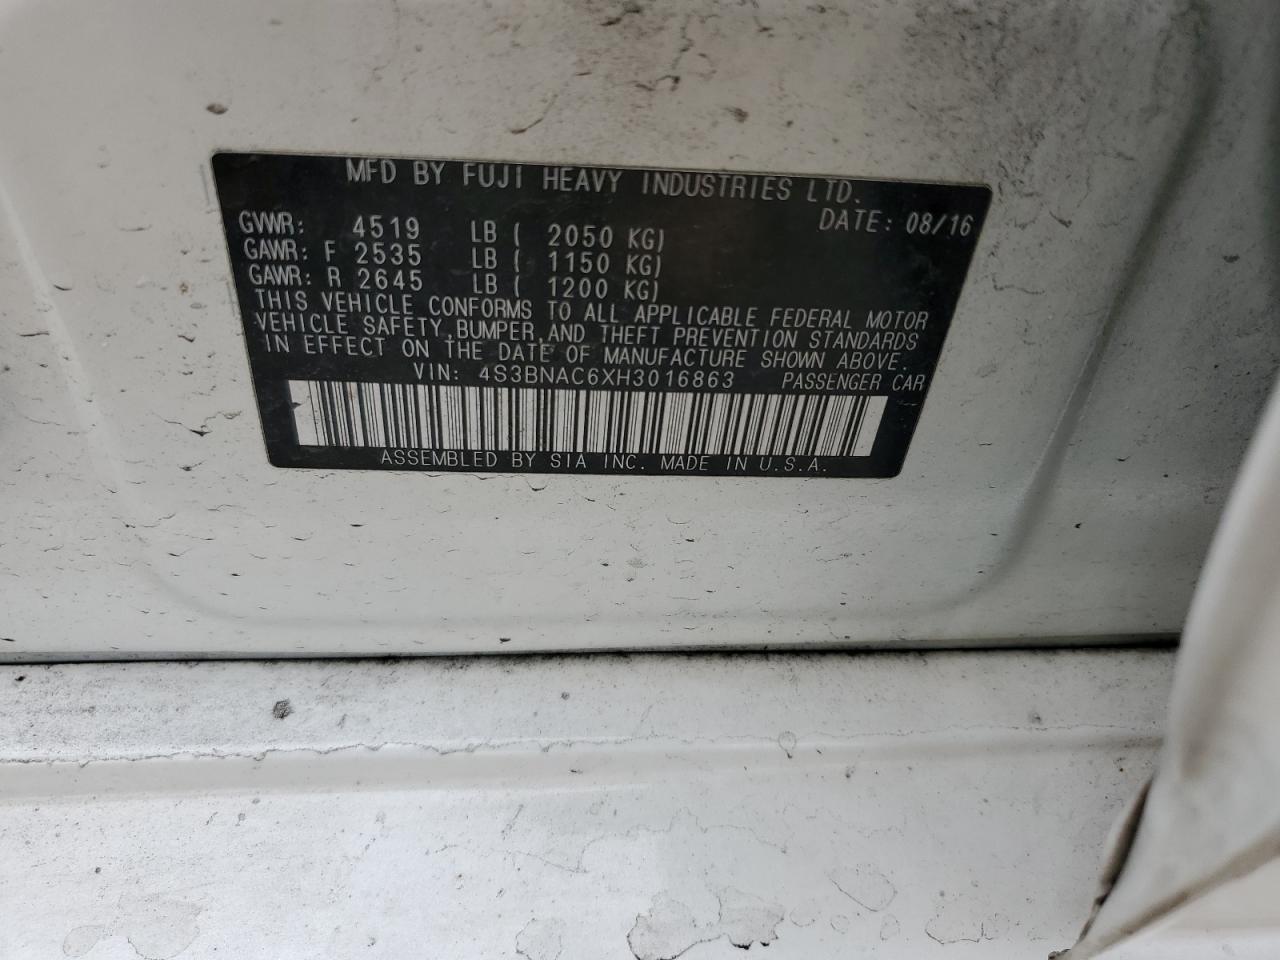 MFD BY FUJI HEAVY INDUSTRIES LTD.
DATE: 08/16
GVWR: 4519 LB ( 2050 KG)
GAWR: F 2535 LB ( 1150 KG)
GAWR: R 2645 LB ( 1200 KG)
THIS VEHICLE CONFORMS TO ALL APPLICABLE FEDERAL MOTOR
VEHICLE SAFETY,BUMPER,AND THEFT PREVENTION STANDARDS
IN EFFECT ON THE DATE OF MANUFACTURE SHOWN ABOVE.
VIN: 4S3BNAC6XH3016863 PASSENGER CAR
ASSEMBLED BY SIA INC. MADE IN U.S.A.